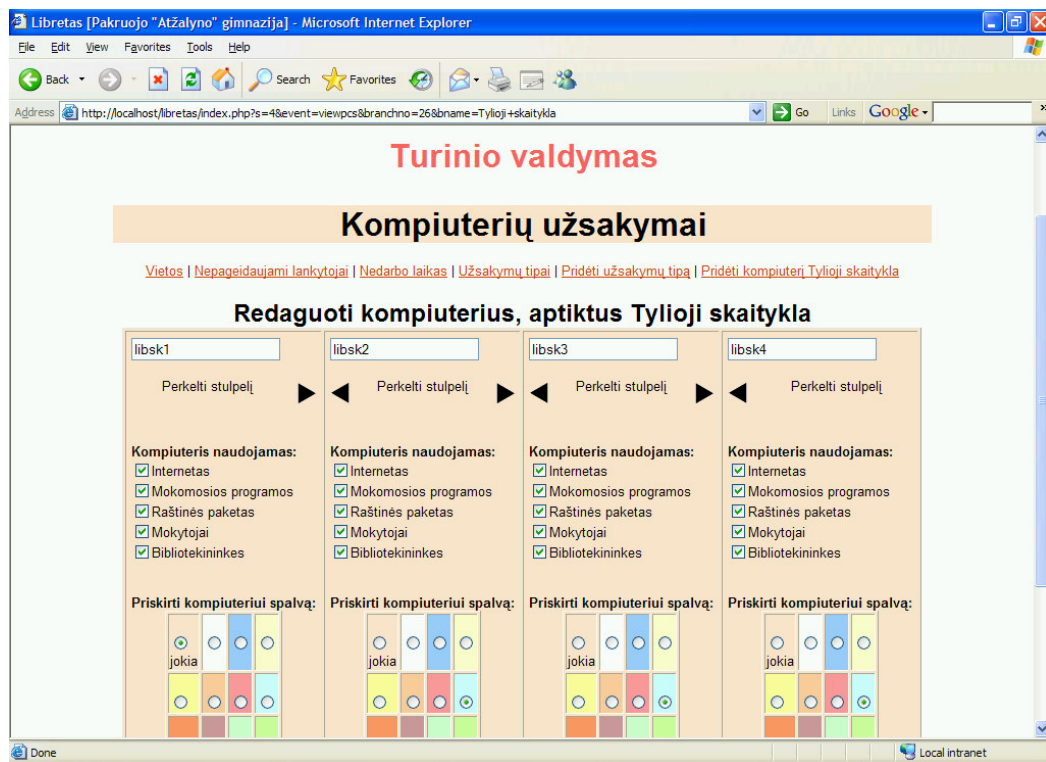 Libretas [Pakruojo "Atžalyno" gimnazija] - Microsoft Internet Explorer
File Edit View Favorites Tools Help
Back Search Favorites
Address http://localhost/libretas/index.php?s=4&event=viewpcs&branchno=26&bname=Tylioji+skaitykla Go Links Google
Turinio valdymas
Kompiuterių užsakymai
Vietos | Nepageidaujami lankytojai | Nedarbo laikas | Užsakymų tipai | Pridėti užsakymų tipą | Pridėti kompiuterį Tylioji skaitykla
Redaguoti kompiuterius, aptiktus Tylioji skaitykla
libsk1 libsk2 libsk3 libsk4
Perkelti stulpelį Perkelti stulpelį Perkelti stulpelį Perkelti stulpelį
Kompiuteris naudojamas: Kompiuteris naudojamas: Kompiuteris naudojamas: Kompiuteris naudojamas:
Internetas Internetas Internetas Internetas
Mokomosios programos Mokomosios programos Mokomosios programos Mokomosios programos
Raštinės paketas Raštinės paketas Raštinės paketas Raštinės paketas
Mokytojai Mokytojai Mokytojai Mokytojai
Bibliotekininkes Bibliotekininkes Bibliotekininkes Bibliotekininkes
Priskirti kompiuteriui spalvą: Priskirti kompiuteriui spalvą: Priskirti kompiuteriui spalvą: Priskirti kompiuteriui spalvą:
jokia jokia jokia jokia
Done Local intranet